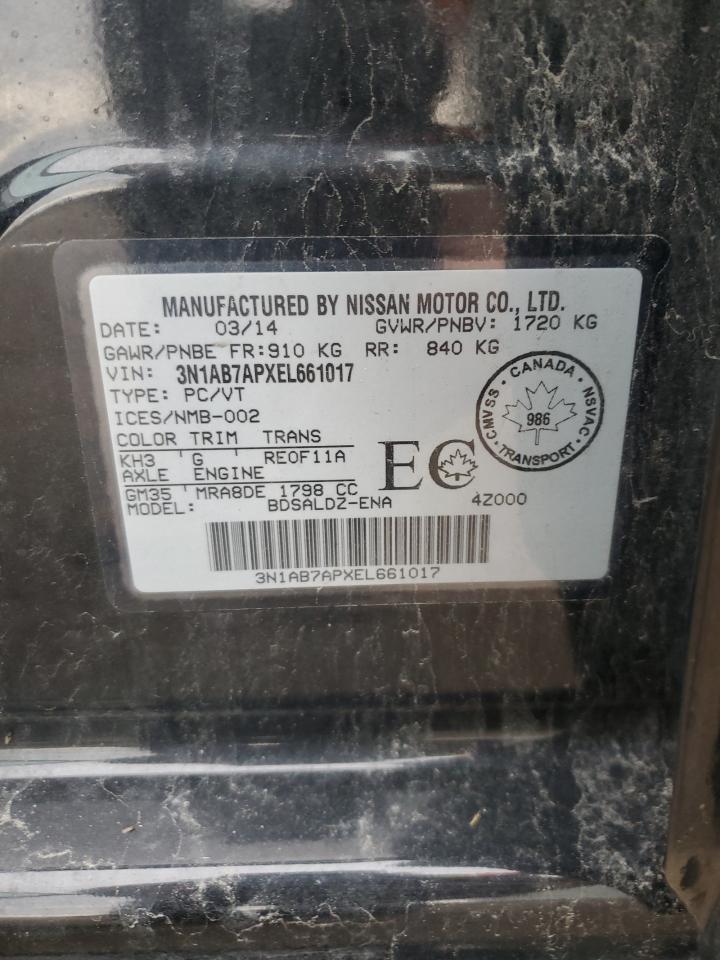 MANUFACTURED BY NISSAN MOTOR CO., LTD.
DATE: 03/14 GVWR/PNBV: 1720 KG
GAWR/PNBE FR:910 KG RR: 840 KG
VIN: 3N1AB7APXEL661017
TYPE: PC/VT
ICES/NMB-002
COLOR TRIM TRANS
KH3 G RE0F11A
AXLE ENGINE
GM35 MRA8DE 1798 CC
MODEL: BDSALDZ-ENA 4Z000
EC
CANADA
CMVSS · NSVAC
986
TRANSPORT
3N1AB7APXEL661017